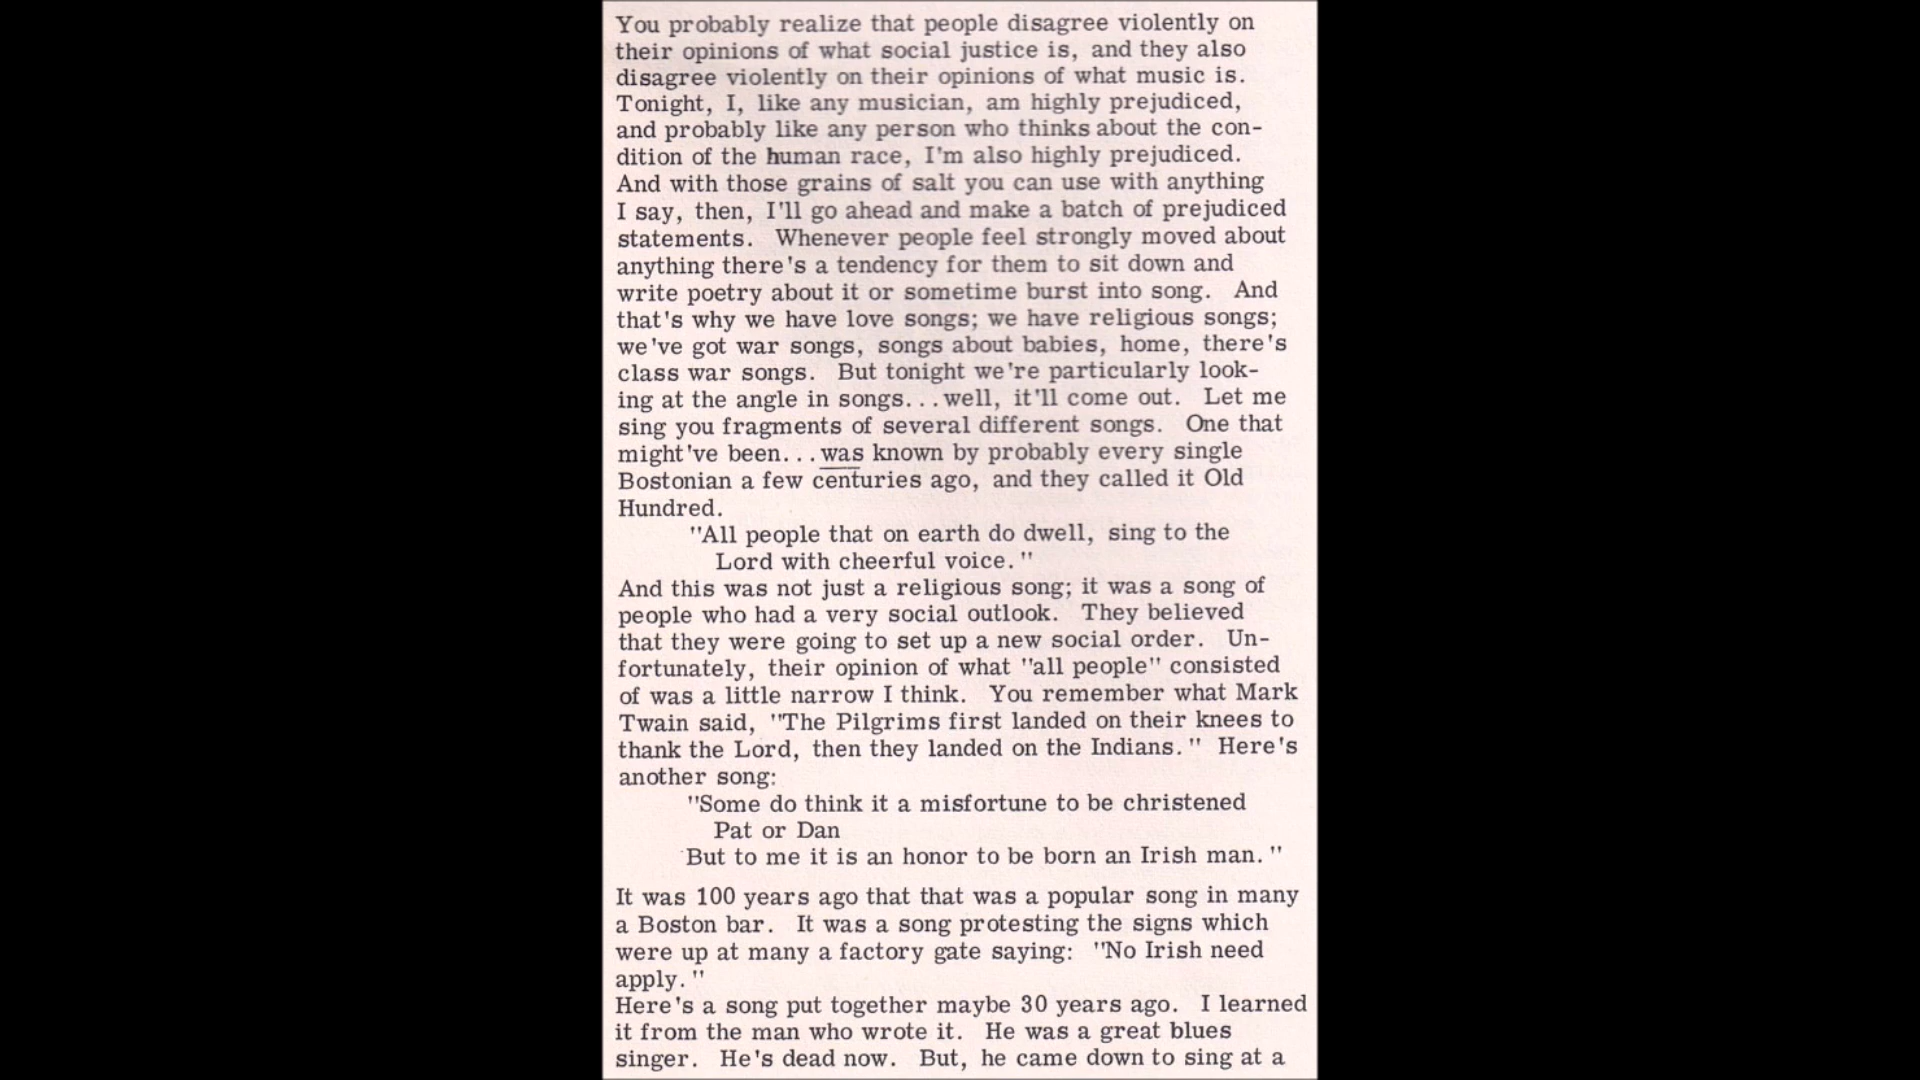 You probably realize that people disagree violently on
their opinions of what social justice is, and they also
disagree violently on their opinions of what music is.
Tonight, I, like any musician, am highly prejudiced,
and probably like any person who thinks about the con-
dition of the human race, I'm also highly prejudiced.
And with those grains of salt you can use with anything
I say, then, I'll go ahead and make a batch of prejudiced
statements. Whenever people feel strongly moved about
anything there's a tendency for them to sit down and
write poetry about it or sometime burst into song. And
that's why we have love songs; we have religious songs;
we've got war songs, songs about babies, home, there's
class war songs. But tonight we're particularly look-
ing at the angle in songs...well, it'll come out. Let me
sing you fragments of several different songs. One that
might've been...was known by probably every single
Bostonian a few centuries ago, and they called it Old
Hundred.
"All people that on earth do dwell, sing to the
Lord with cheerful voice."
And this was not just a religious song; it was a song of
people who had a very social outlook. They believed
that they were going to set up a new social order. Un-
fortunately, their opinion of what "all people" consisted
of was a little narrow I think. You remember what Mark
Twain said, "The Pilgrims first landed on their knees to
thank the Lord, then they landed on the Indians." Here's
another song:
"Some do think it a misfortune to be christened
Pat or Dan
But to me it is an honor to be born an Irish man."
It was 100 years ago that that was a popular song in many
a Boston bar. It was a song protesting the signs which
were up at many a factory gate saying: "No Irish need
apply."
Here's a song put together maybe 30 years ago. I learned
it from the man who wrote it. He was a great blues
singer. He's dead now. But, he came down to sing at a